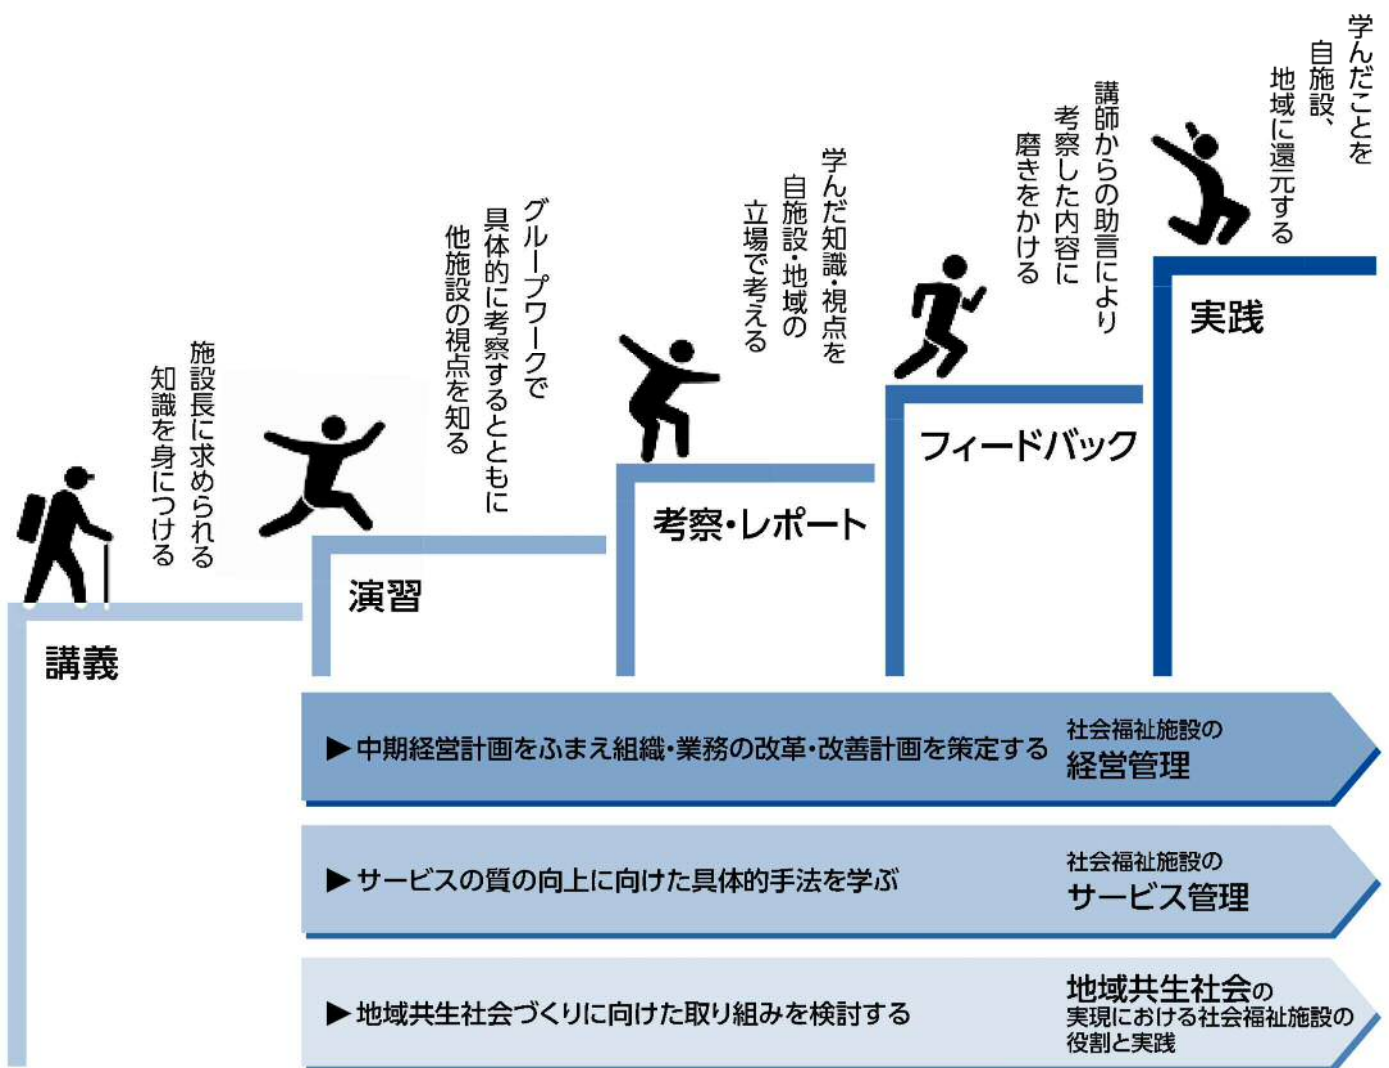 施設長に求められる
知識を身につける
講義
グループワークで
具体的に考察するとともに
他施設の視点を知る
演習
学んだ知識・視点を
自施設・地域の
立場で考える
考察・レポート
講師からの助言により
考察した内容に
磨きをかける
フィードバック
学んだことを
自施設、
地域に還元する
実践
▶中期経営計画をふまえ組織・業務の改革・改善計画を策定する
社会福祉施設の
経営管理
▶サービスの質の向上に向けた具体的手法を学ぶ
社会福祉施設の
サービス管理
▶地域共生社会づくりに向けた取り組みを検討する
地域共生社会の
実現における社会福祉施設の
役割と実践